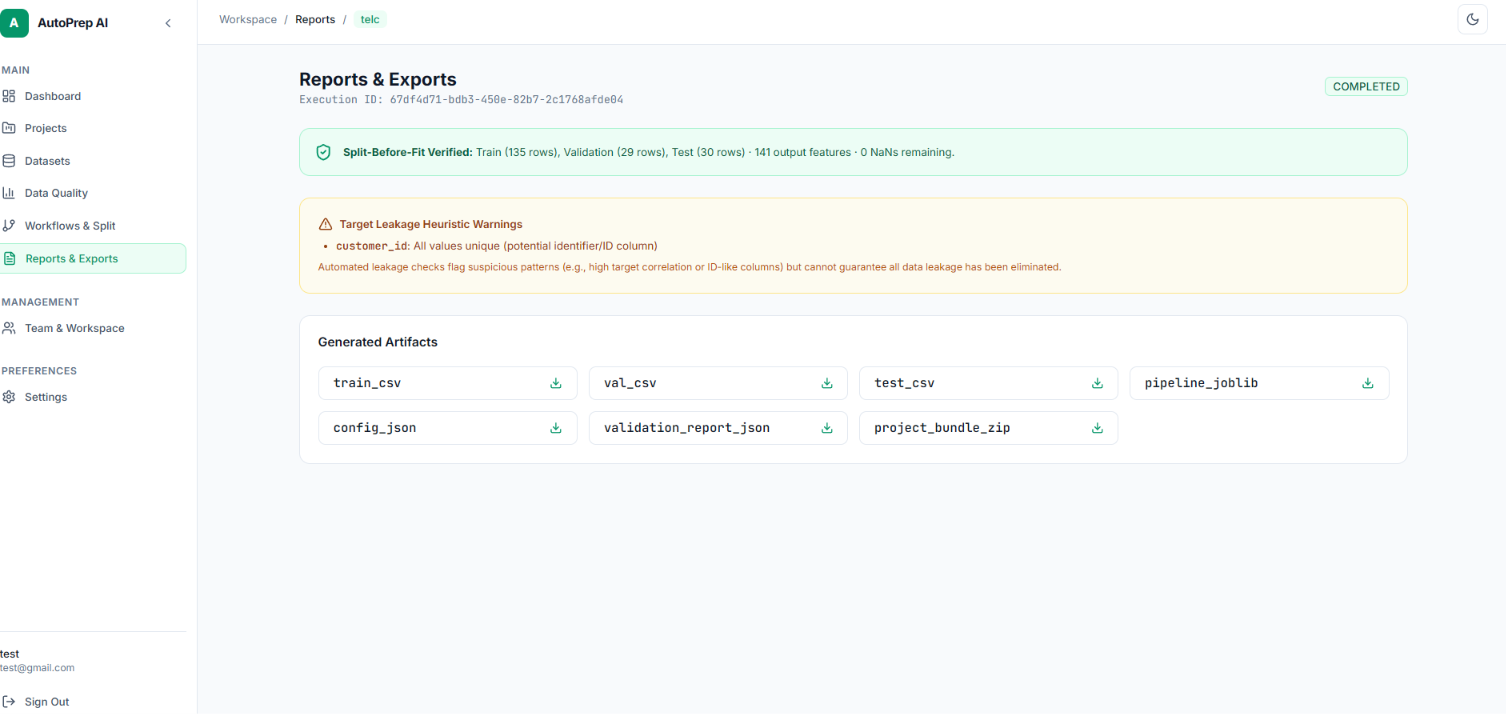 A AutoPrep AI
Workspace / Reports / telc
MAIN
Dashboard
Projects
Datasets
Data Quality
Workflows & Split
Reports & Exports
MANAGEMENT
Team & Workspace
PREFERENCES
Settings
test
test@gmail.com
Sign Out
Reports & Exports
Execution ID: 67df4d71-bdb3-450e-82b7-2c1768afde04
COMPLETED
Split-Before-Fit Verified: Train (135 rows), Validation (29 rows), Test (30 rows) · 141 output features · 0 NaNs remaining.
Target Leakage Heuristic Warnings
• customer_id: All values unique (potential identifier/ID column)
Automated leakage checks flag suspicious patterns (e.g., high target correlation or ID-like columns) but cannot guarantee all data leakage has been eliminated.
Generated Artifacts
train_csv
val_csv
test_csv
pipeline_joblib
config_json
validation_report_json
project_bundle_zip